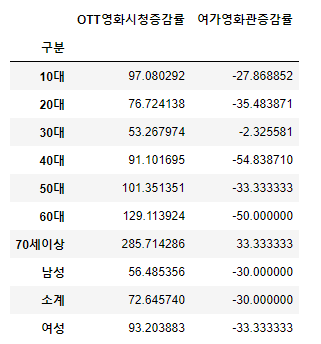 OTT영화시청증감률 여가영화관증감률
구분
10대 97.080292 -27.868852
20대 76.724138 -35.483871
30대 53.267974 -2.325581
40대 91.101695 -54.838710
50대 101.351351 -33.333333
60대 129.113924 -50.000000
70세이상 285.714286 33.333333
남성 56.485356 -30.000000
소계 72.645740 -30.000000
여성 93.203883 -33.333333